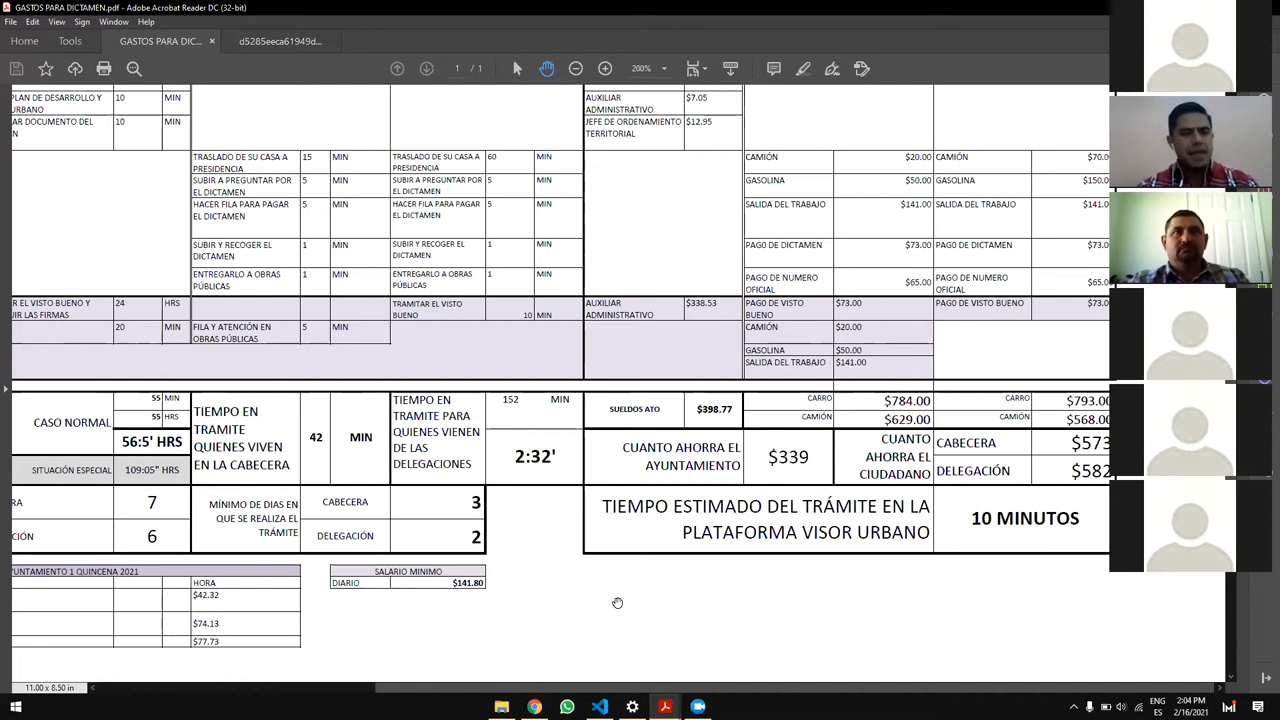 GASTOS PARA DICTAMEN.pdf - Adobe Acrobat Reader DC (32-bit)
File Edit View Sign Window Help
Home Tools GASTOS PARA DIC... × d5285eeca61949d...
1 / 1 200%
PLAN DE DESARROLLO Y
URBANO
10 MIN
AUXILIAR
ADMINISTRATIVO
$7.05
AR DOCUMENTO DEL
N
10 MIN
JEFE DE ORDENAMIENTO
TERRITORIAL
$12.95
TRASLADO DE SU CASA A
PRESIDENCIA
15 MIN
TRASLADO DE SU CASA A
PRESIDENCIA
60 MIN
CAMIÓN $20.00 CAMIÓN $70.0
SUBIR A PREGUNTAR POR
EL DICTAMEN
5 MIN
SUBIR A PREGUNTAR POR
EL DICTAMEN
5 MIN
GASOLINA $50.00 GASOLINA $150.0
HACER FILA PARA PAGAR
EL DICTAMEN
5 MIN
HACER FILA PARA PAGAR
EL DICTAMEN
5 MIN
SALIDA DEL TRABAJO $141.00 SALIDA DEL TRABAJO $141.0
SUBIR Y RECOGER EL
DICTAMEN
1 MIN
SUBIR Y RECOGER EL
DICTAMEN
1 MIN
PAG0 DE DICTAMEN $73.00 PAG0 DE DICTAMEN $73.0
ENTREGARLO A OBRAS
PÚBLICAS
1 MIN
ENTREGARLO A OBRAS
PÚBLICAS
1 MIN
PAGO DE NUMERO
OFICIAL
$65.00
PAGO DE NUMERO
OFICIAL
$65.0
R EL VISTO BUENO Y
UIR LAS FIRMAS
24 HRS
TRAMITAR EL VISTO
BUENO
10 MIN
AUXILIAR
ADMINISTRATIVO
$338.53
PAG0 DE VISTO
BUENO
$73.00
PAG0 DE VISTO BUENO $73.0
20 MIN
FILA Y ATENCIÓN EN
OBRAS PÚBLICAS
5 MIN
CAMIÓN $20.00
GASOLINA $50.00
SALIDA DEL TRABAJO $141.00
CASO NORMAL
55 MIN
55 HRS
56:5' HRS
SITUACIÓN ESPECIAL 109:05" HRS
TIEMPO EN
TRAMITE
QUIENES VIVEN
EN LA CABECERA
42 MIN
TIEMPO EN
TRAMITE PARA
QUIENES VIENEN
DE LAS
DELEGACIONES
152 MIN
2:32'
SUELDOS ATO $398.77
CARRO $784.00 CARRO $793.0
CAMIÓN $629.00 CAMIÓN $568.0
CUANTO AHORRA EL
AYUNTAMIENTO
$339
CUANTO
AHORRA EL
CIUDADANO
CABECERA $573
DELEGACIÓN $582
RA 7
CIÓN 6
MÍNIMO DE DIAS EN
QUE SE REALIZA EL
TRÁMITE
CABECERA 3
DELEGACIÓN 2
TIEMPO ESTIMADO DEL TRÁMITE EN LA
PLATAFORMA VISOR URBANO
10 MINUTOS
YUNTAMIENTO 1 QUINCENA 2021
HORA
$42.32
$74.13
$77.73
SALARIO MINIMO
DIARIO $141.80
11.00 x 8.50 in
ENG
ES
2:04 PM
2/16/2021